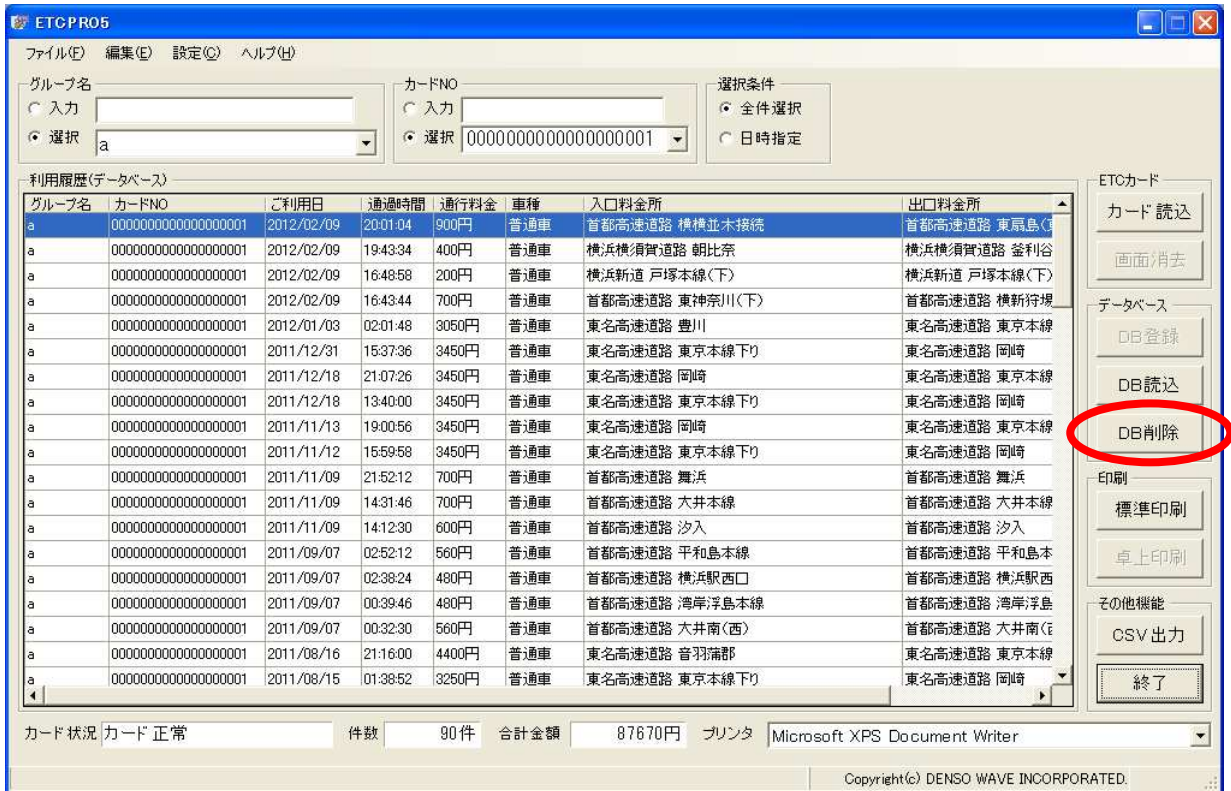 ETCPRO5
ファイル(F) 編集(E) 設定(C) ヘルプ(H)
グループ名 カードNO 選択条件
入力 入力 全件選択
選択 a 選択 0000000000000000001 日時指定
利用履歴(データベース) ETCカード
グループ名 カードNO ご利用日 通過時間 通行料金 車種 入口料金所 出口料金所
カード読込
a 0000000000000000001 2012/02/09 20:01:04 900円 普通車 首都高速道路 横横並木接続 首都高速道路 東扇島(
a 0000000000000000001 2012/02/09 19:43:34 400円 普通車 横浜横須賀道路 朝比奈 横浜横須賀道路 釜利谷
画面消去
a 0000000000000000001 2012/02/09 16:48:58 200円 普通車 横浜新道 戸塚本線(下) 横浜新道 戸塚本線(下)
a 0000000000000000001 2012/02/09 16:43:44 700円 普通車 首都高速道路 東神奈川(下) 首都高速道路 横新狩場
データベース
a 0000000000000000001 2012/01/03 02:01:48 3050円 普通車 東名高速道路 豊川 東名高速道路 東京本線
DB登録
a 0000000000000000001 2011/12/31 15:37:36 3450円 普通車 東名高速道路 東京本線下り 東名高速道路 岡崎
a 0000000000000000001 2011/12/18 21:07:26 3450円 普通車 東名高速道路 岡崎 東名高速道路 東京本線
DB読込
a 0000000000000000001 2011/12/18 13:40:00 3450円 普通車 東名高速道路 東京本線下り 東名高速道路 岡崎
a 0000000000000000001 2011/11/13 19:00:56 3450円 普通車 東名高速道路 岡崎 東名高速道路 東京本線
DB削除
a 0000000000000000001 2011/11/12 15:59:58 3450円 普通車 東名高速道路 東京本線下り 東名高速道路 岡崎
a 0000000000000000001 2011/11/09 21:52:12 700円 普通車 首都高速道路 舞浜 首都高速道路 舞浜
印刷
a 0000000000000000001 2011/11/09 14:31:46 700円 普通車 首都高速道路 大井本線 首都高速道路 大井本線
標準印刷
a 0000000000000000001 2011/11/09 14:12:30 600円 普通車 首都高速道路 汐入 首都高速道路 汐入
a 0000000000000000001 2011/09/07 02:52:12 560円 普通車 首都高速道路 平和島本線 首都高速道路 平和島本
卓上印刷
a 0000000000000000001 2011/09/07 02:38:24 480円 普通車 首都高速道路 横浜駅西口 首都高速道路 横浜駅西
a 0000000000000000001 2011/09/07 00:39:46 480円 普通車 首都高速道路 湾岸浮島本線 首都高速道路 湾岸浮島
その他機能
a 0000000000000000001 2011/09/07 00:32:30 560円 普通車 首都高速道路 大井南(西) 首都高速道路 大井南(
CSV出力
a 0000000000000000001 2011/08/16 21:16:00 4400円 普通車 東名高速道路 音羽蒲郡 東名高速道路 東京本線
a 0000000000000000001 2011/08/15 01:38:52 3250円 普通車 東名高速道路 東京本線下り 東名高速道路 岡崎
終了
カード状況 カード正常 件数 90件 合計金額 87670円 プリンタ Microsoft XPS Document Writer
Copyright(c) DENSO WAVE INCORPORATED.